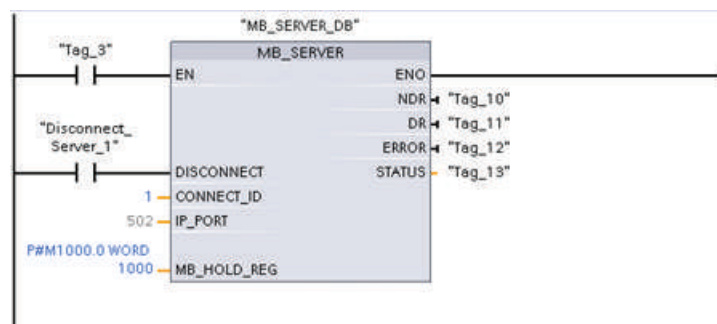 "MB_SERVER_DB"
"Tag_3"
MB_SERVER
EN
ENO
NDR
"Tag_10"
DR
"Tag_11"
"Disconnect_
Server_1"
ERROR
"Tag_12"
DISCONNECT
STATUS
"Tag_13"
1
CONNECT_ID
502
IP_PORT
P#M1000.0 WORD
1000
MB_HOLD_REG